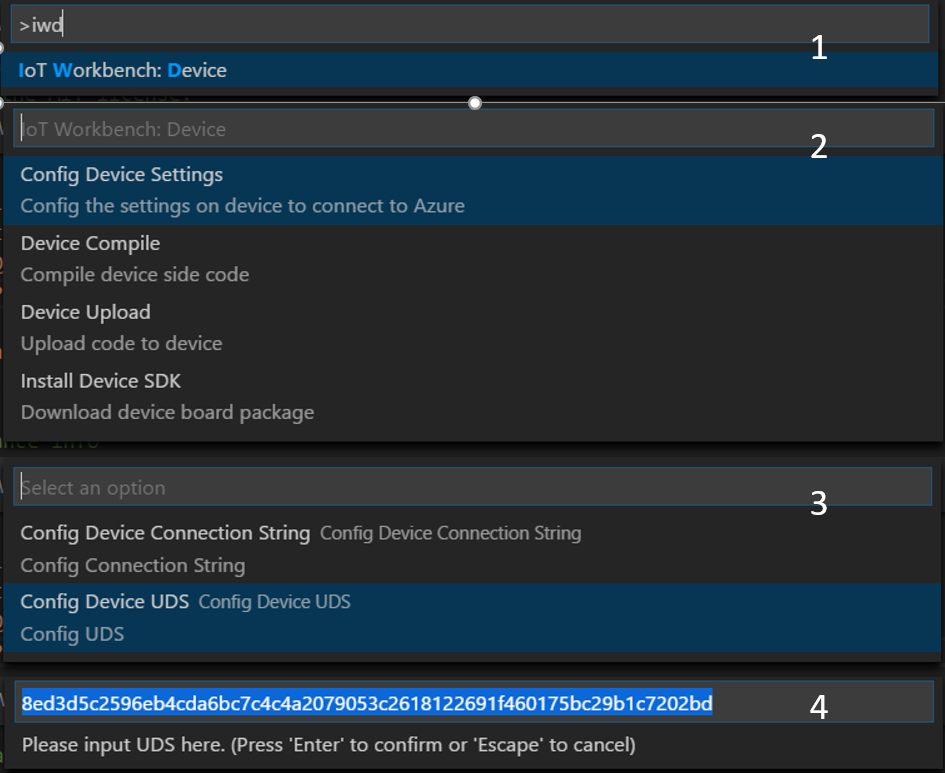 >iwd
1
IoT Workbench: Device
IoT Workbench: Device
2
Config Device Settings
Config the settings on device to connect to Azure
Device Compile
Compile device side code
Device Upload
Upload code to device
Install Device SDK
Download device board package
Select an option
3
Config Device Connection String Config Device Connection String
Config Connection String
Config Device UDS Config Device UDS
Config UDS
8ed3d5c2596eb4cda6bc7c4c4a2079053c2618122691f460175bc29b1c7202bd
4
Please input UDS here. (Press 'Enter' to confirm or 'Escape' to cancel)